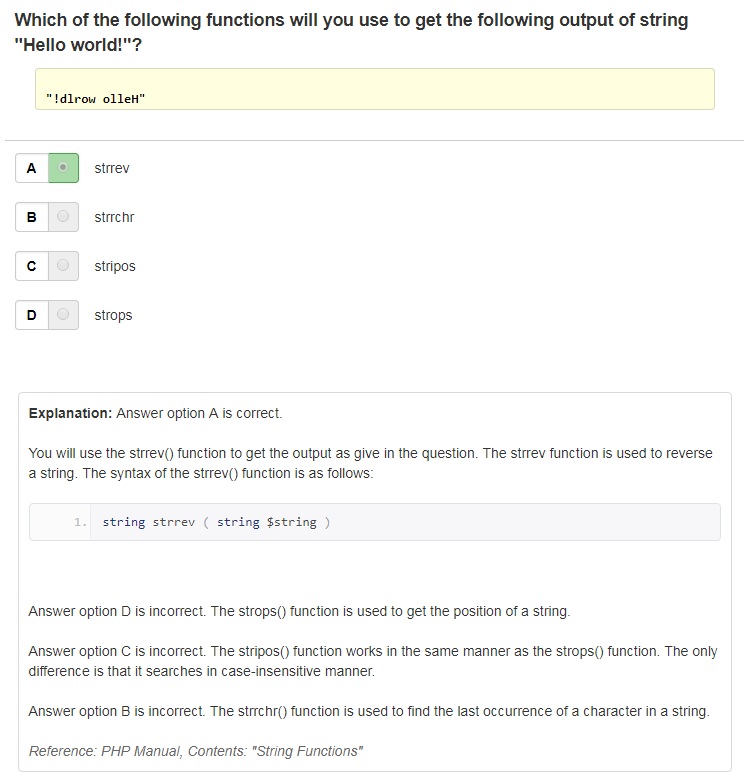 Which of the following functions will you use to get the following output of string
"Hello world!"?
"!dlrow olleH"
A strrev
B strrchr
C stripos
D strops
Explanation: Answer option A is correct.
You will use the strrev() function to get the output as give in the question. The strrev function is used to reverse
a string. The syntax of the strrev() function is as follows:
1. string strrev ( string $string )
Answer option D is incorrect. The strops() function is used to get the position of a string.
Answer option C is incorrect. The stripos() function works in the same manner as the strops() function. The only
difference is that it searches in case-insensitive manner.
Answer option B is incorrect. The strrchr() function is used to find the last occurrence of a character in a string.
Reference: PHP Manual, Contents: "String Functions"